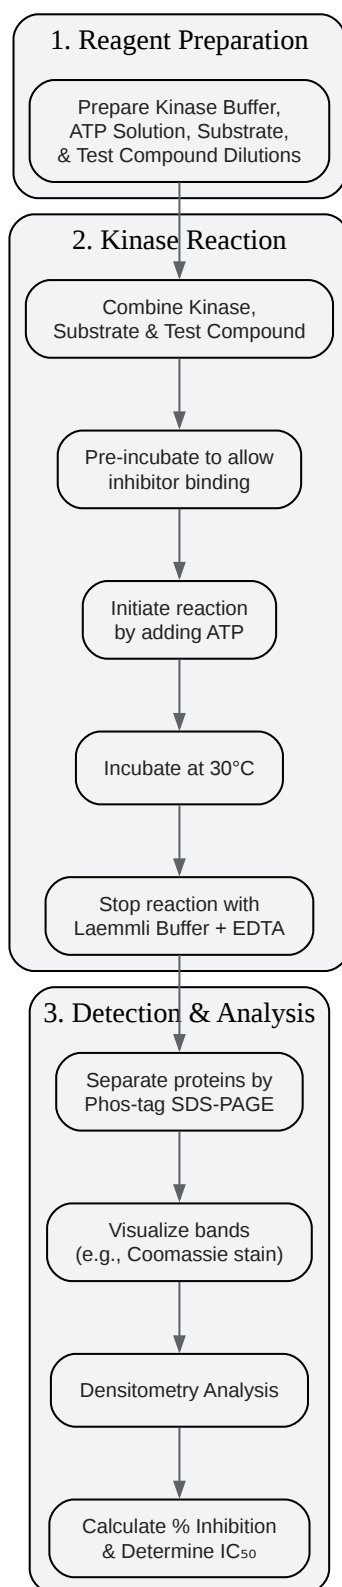 1. Reagent Preparation
Prepare Kinase Buffer,
ATP Solution, Substrate,
& Test Compound Dilutions
2. Kinase Reaction
Combine Kinase,
Substrate & Test Compound
Pre-incubate to allow
inhibitor binding
Initiate reaction
by adding ATP
Incubate at 30°C
Stop reaction with
Laemmli Buffer + EDTA
3. Detection & Analysis
Separate proteins by
Phos-tag SDS-PAGE
Visualize bands
(e.g., Coomassie stain)
Densitometry Analysis
Calculate % Inhibition
& Determine IC₅₀